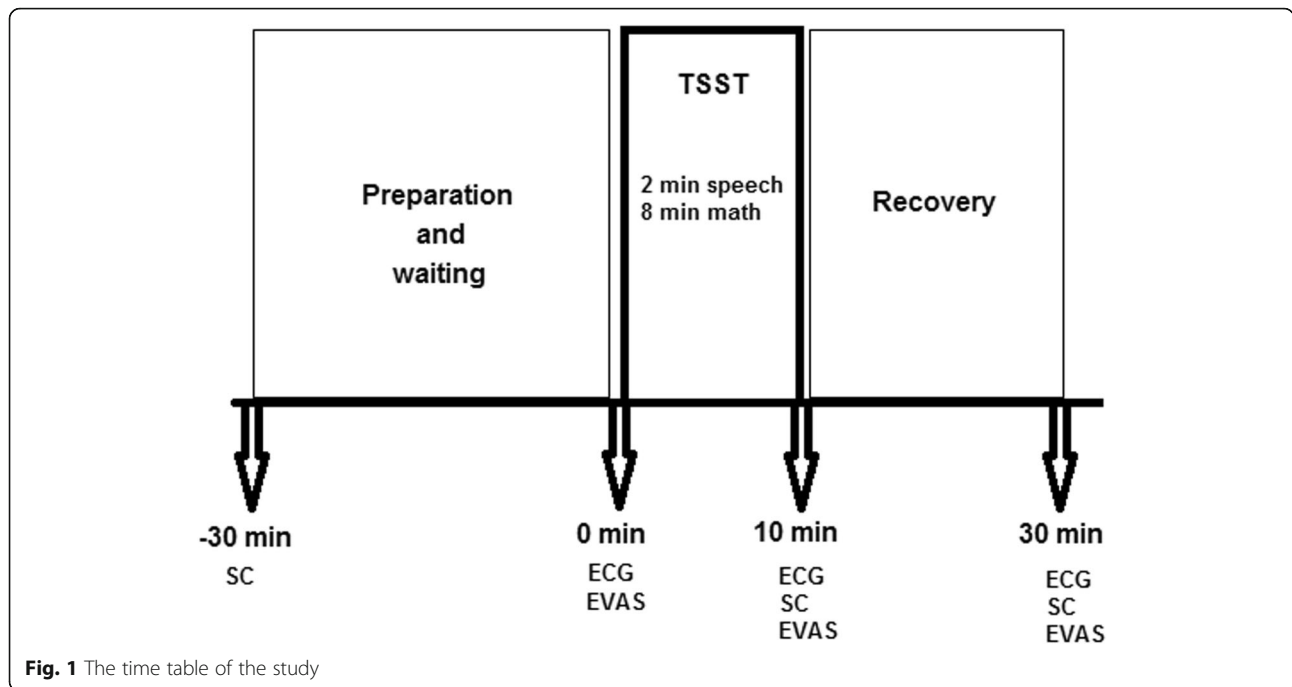 Preparation
and
waiting
TSST
2 min speech
8 min math
Recovery
-30 min
SC
0 min
ECG
EVAS
10 min
ECG
SC
EVAS
30 min
ECG
SC
EVAS
Fig. 1 The time table of the study